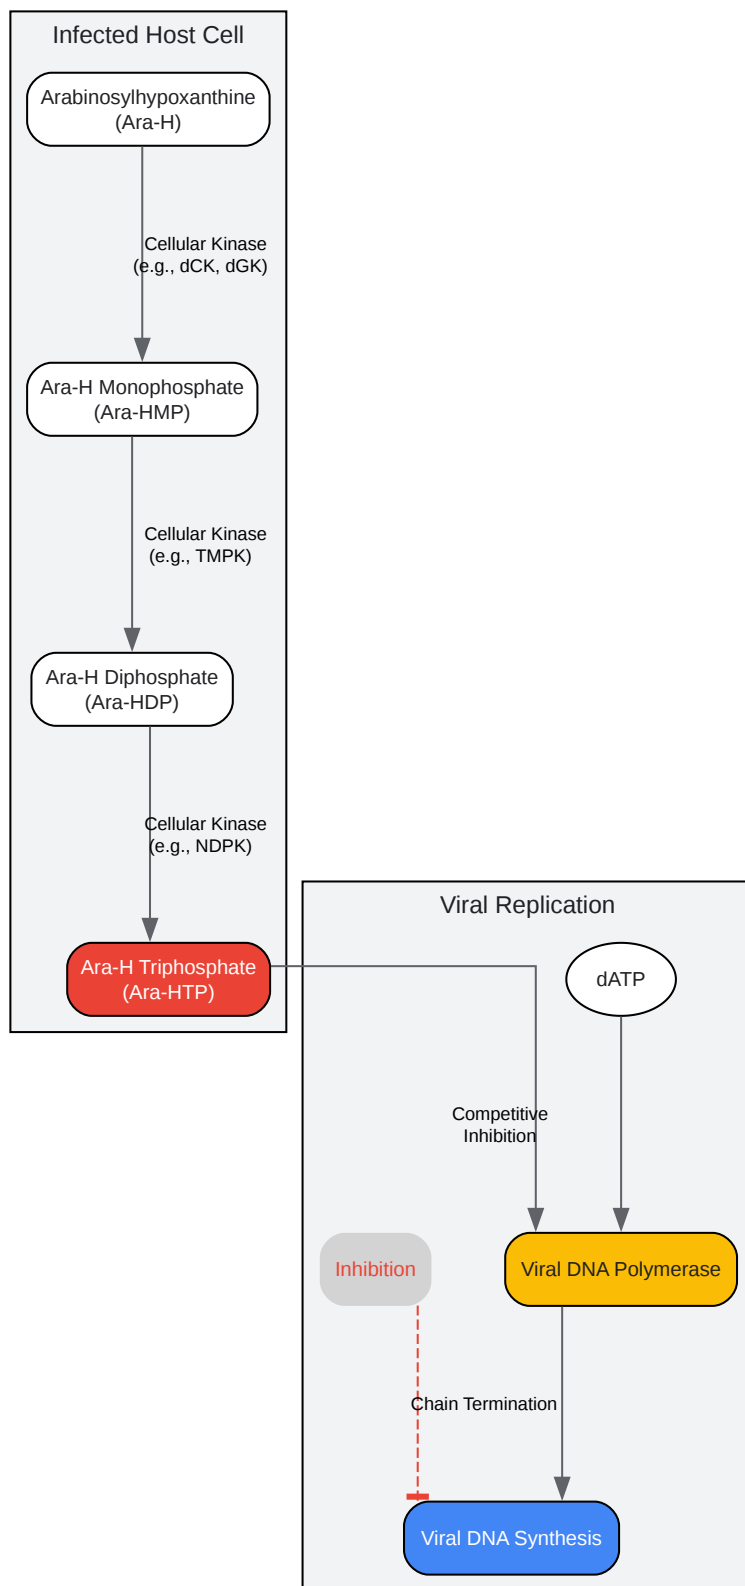 Infected Host Cell
Arabinosylhypoxanthine
(Ara-H)
Cellular Kinase
(e.g., dCK, dGK)
Ara-H Monophosphate
(Ara-HMP)
Cellular Kinase
(e.g., TMPK)
Ara-H Diphosphate
(Ara-HDP)
Cellular Kinase
(e.g., NDPK)
Ara-H Triphosphate
(Ara-HTP)
Viral Replication
dATP
Competitive
Inhibition
Inhibition
Viral DNA Polymerase
Chain Termination
Viral DNA Synthesis